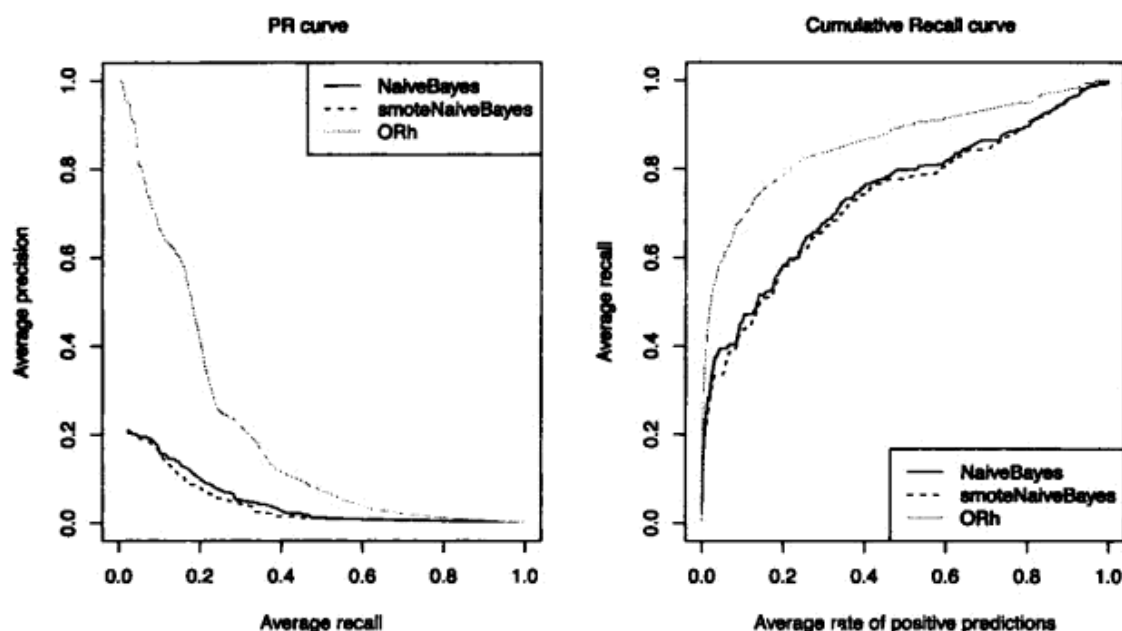 PR curve
1.0
0.8
0.6
0.4
0.2
0.0
Average precision
NaiveBayes
smoteNaiveBayes
ORh
0.0 0.2 0.4 0.6 0.8 1.0
Average recall
Cumulative Recall curve
1.0
0.8
0.6
0.4
0.2
0.0
Average recall
NaiveBayes
smoteNaiveBayes
ORh
0.0 0.2 0.4 0.6 0.8 1.0
Average rate of positive predictions